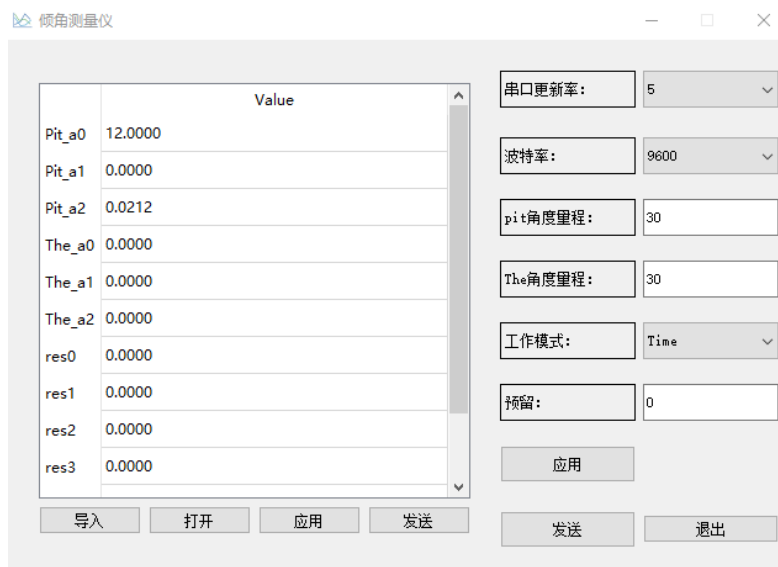 倾角测量仪
Value
Pit_a0 12.0000
Pit_a1 0.0000
Pit_a2 0.0212
The_a0 0.0000
The_a1 0.0000
The_a2 0.0000
res0 0.0000
res1 0.0000
res2 0.0000
res3 0.0000
导入 打开 应用 发送
串口更新率: 5
波特率: 9600
pit角度量程: 30
The角度量程: 30
工作模式: Time
预留: 0
应用
发送 退出